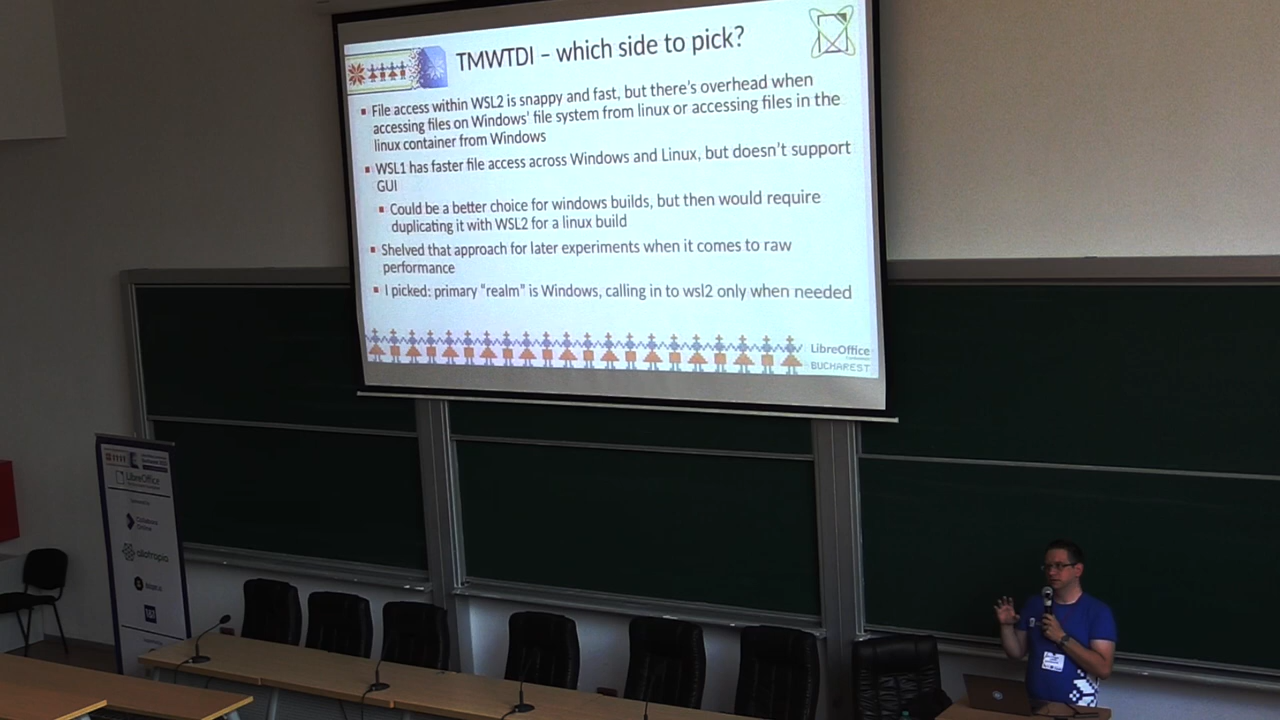 TMWTDI – which side to pick?
File access within WSL2 is snappy and fast, but there's overhead when
accessing files on Windows' file system from linux or accessing files in the
linux container from Windows
WSL1 has faster file access across Windows and Linux, but doesn't support
GUI
Could be a better choice for windows builds, but then would require
duplicating it with WSL2 for a linux build
Shelved that approach for later experiments when it comes to raw
performance
I picked: primary “realm” is Windows, calling in to wsl2 only when needed
LibreOffice
BUCHAREST
LibreOffice
Collabora
Online
allotropia